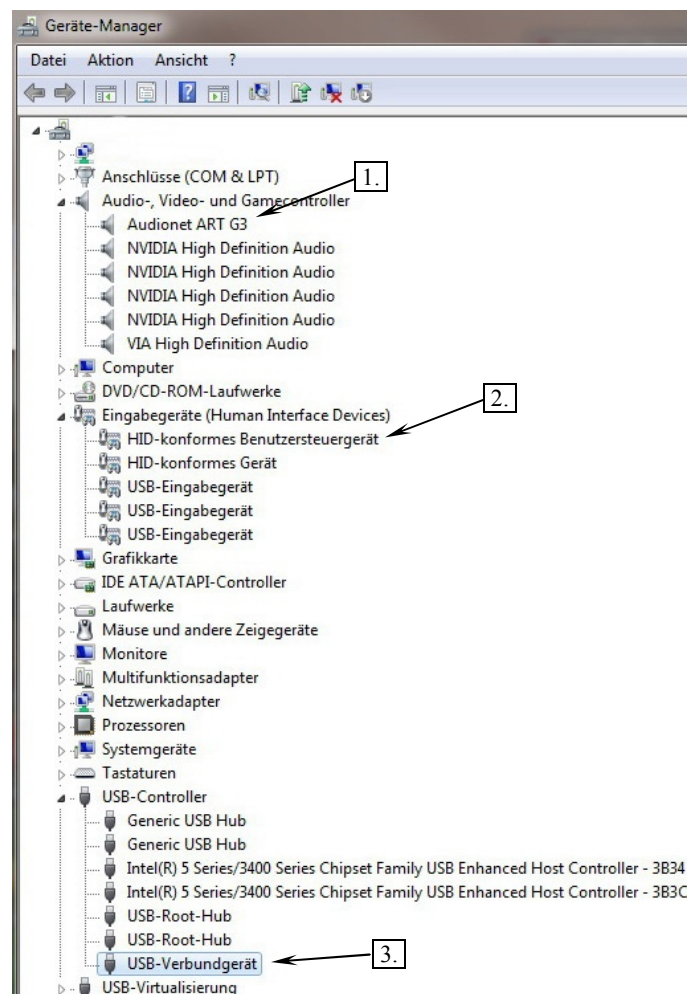 Geräte-Manager
Datei Aktion Ansicht ?
Anschlüsse (COM & LPT)
1.
Audio-, Video- und Gamecontroller
Audionet ART G3
NVIDIA High Definition Audio
NVIDIA High Definition Audio
NVIDIA High Definition Audio
NVIDIA High Definition Audio
VIA High Definition Audio
Computer
DVD/CD-ROM-Laufwerke
2.
Eingabegeräte (Human Interface Devices)
HID-konformes Benutzersteuergerät
HID-konformes Gerät
USB-Eingabegerät
USB-Eingabegerät
USB-Eingabegerät
Grafikkarte
IDE ATA/ATAPI-Controller
Laufwerke
Mäuse und andere Zeigegeräte
Monitore
Multifunktionsadapter
Netzwerkadapter
Prozessoren
Systemgeräte
Tastaturen
USB-Controller
Generic USB Hub
Generic USB Hub
Intel(R) 5 Series/3400 Series Chipset Family USB Enhanced Host Controller - 3B34
Intel(R) 5 Series/3400 Series Chipset Family USB Enhanced Host Controller - 3B3C
USB-Root-Hub
USB-Root-Hub
USB-Verbundgerät
3.
USB-Virtualisierung